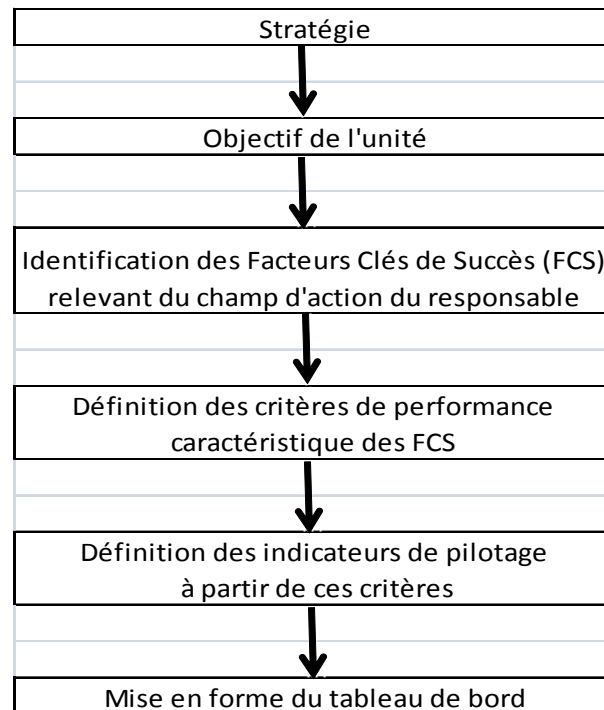 Stratégie
Objectif de l'unité
Identification des Facteurs Clés de Succès (FCS)
relevant du champ d'action du responsable
Définition des critères de performance
caractéristique des FCS
Définition des indicateurs de pilotage
à partir de ces critères
Mise en forme du tableau de bord